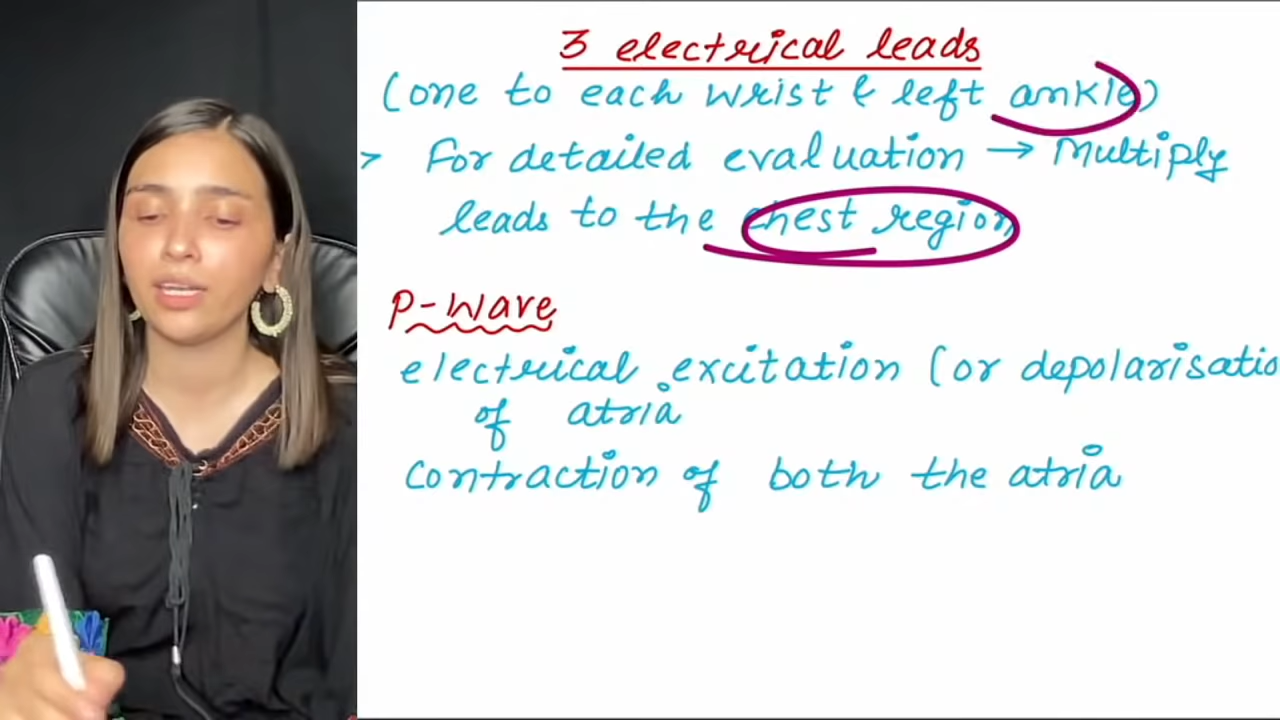 3 electrical leads
(one to each wrist & left ankle)
> For detailed evaluation → Multiply
leads to the chest region
P-wave
electrical excitation (or depolarisatio
of atria
contraction of both the atria